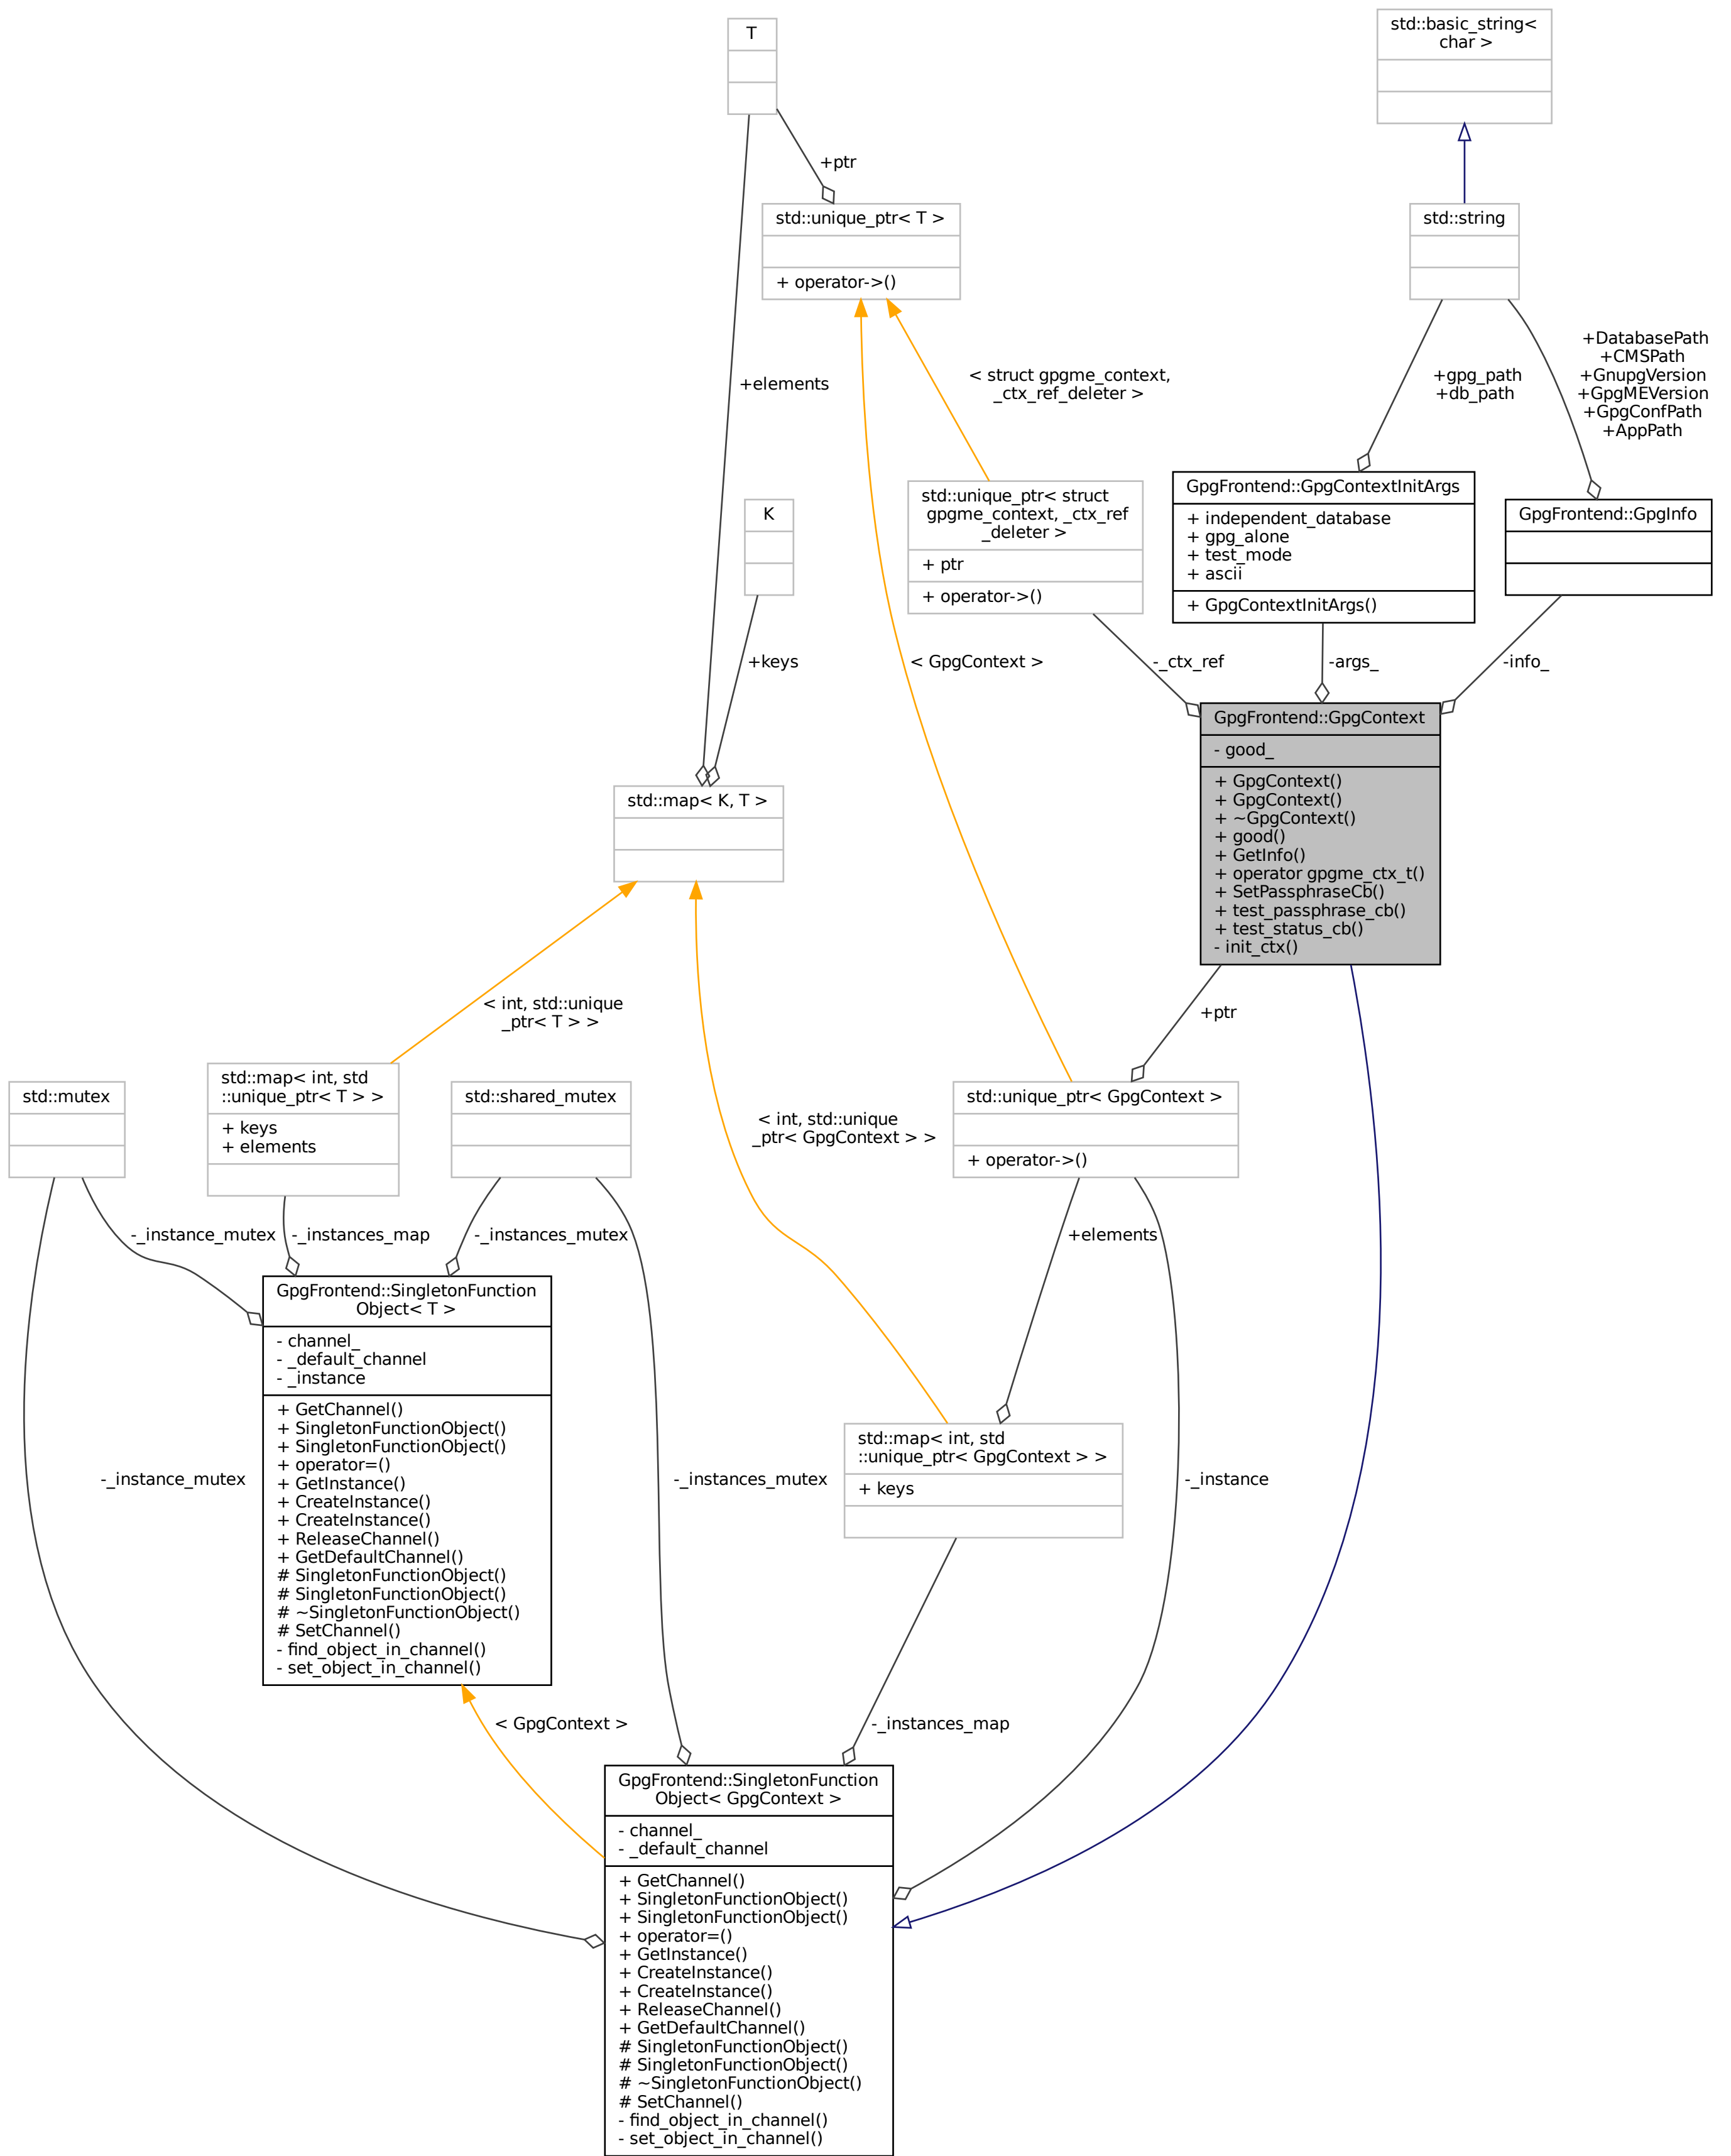 T
std::basic_string<
char >
+ptr
std::unique_ptr< T >
+ operator->()
std::string
+elements
< struct gpgme_context,
_ctx_ref_deleter >
+gpg_path
+db_path
+DatabasePath
+CMSPath
+GnupgVersion
+GpgMEVersion
+GpgConfPath
+AppPath
K
std::unique_ptr< struct
gpgme_context, _ctx_ref
_deleter >
+ ptr
+ operator->()
GpgFrontend::GpgContextInitArgs
+ independent_database
+ gpg_alone
+ test_mode
+ ascii
+ GpgContextInitArgs()
GpgFrontend::GpgInfo
+keys
< GpgContext >
-_ctx_ref
-args_
-info_
std::map< K, T >
GpgFrontend::GpgContext
- good_
+ GpgContext()
+ GpgContext()
+ ~GpgContext()
+ good()
+ GetInfo()
+ operator gpgme_ctx_t()
+ SetPassphraseCb()
+ test_passphrase_cb()
+ test_status_cb()
- init_ctx()
< int, std::unique
_ptr< T > >
+ptr
std::mutex
std::map< int, std
::unique_ptr< T > >
+ keys
+ elements
std::shared_mutex
< int, std::unique
_ptr< GpgContext > >
std::unique_ptr< GpgContext >
+ operator->()
-_instance_mutex
-_instances_map
-_instances_mutex
+elements
GpgFrontend::SingletonFunction
Object< T >
- channel_
- _default_channel
- _instance
+ GetChannel()
+ SingletonFunctionObject()
+ SingletonFunctionObject()
+ operator=()
+ GetInstance()
+ CreateInstance()
+ CreateInstance()
+ ReleaseChannel()
+ GetDefaultChannel()
# SingletonFunctionObject()
# SingletonFunctionObject()
# ~SingletonFunctionObject()
# SetChannel()
- find_object_in_channel()
- set_object_in_channel()
-_instance_mutex
-_instances_mutex
std::map< int, std
::unique_ptr< GpgContext > >
+ keys
-_instance
< GpgContext >
-_instances_map
GpgFrontend::SingletonFunction
Object< GpgContext >
- channel_
- _default_channel
+ GetChannel()
+ SingletonFunctionObject()
+ SingletonFunctionObject()
+ operator=()
+ GetInstance()
+ CreateInstance()
+ CreateInstance()
+ ReleaseChannel()
+ GetDefaultChannel()
# SingletonFunctionObject()
# SingletonFunctionObject()
# ~SingletonFunctionObject()
# SetChannel()
- find_object_in_channel()
- set_object_in_channel()